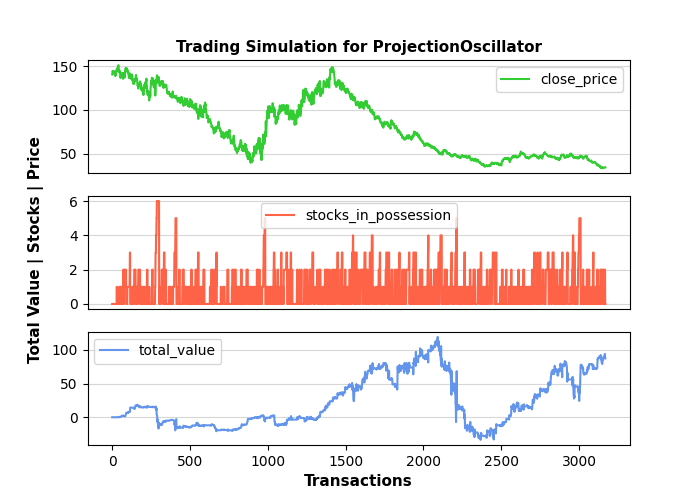 Trading Simulation for ProjectionOscillator
150
100
50
close_price
6
4
2
0
stocks_in_possession
100
50
0
total_value
0 500 1000 1500 2000 2500 3000
Transactions
Total Value | Stocks | Price